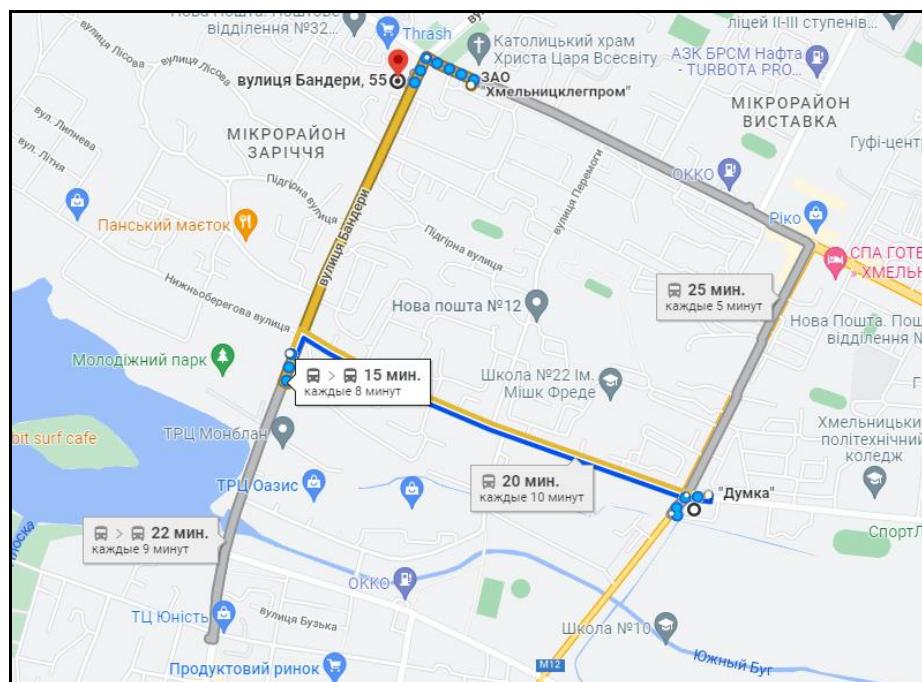 Нова Пошта. Поштове
відділення №32...
Thrash
ліцей II-III ступенів...
Католицький храм
Христа Царя Всесвіту
АЗК БРСМ Нафта
- TURBOTA PRO...
вулиця Лісова
вулиця Лісова
вулиця Бандери, 55
ЗАО
"Хмельницклегпром"
МІКРОРАЙОН
ВИСТАВКА
вул. Липнева
вул. Літня
МІКРОРАЙОН
ЗАРІЧЧЯ
Гуфі-цент
ОККО
вулиця Перемоги
Підгірна вулиця
Панський маєток
вулиця Бандери
Підгірна вулиця
Ріко
СПА ГОТЕ
» ХМЕЛЬН
25 мин.
каждые 5 минут
Нижньоберегова вулиця
Нова пошта №12
Нова Пошта. Пош
відділення №
Молодіжний парк
15 мин.
каждые 8 минут
Школа №22 Ім.
Мішк Фреде
Хмельницьки
політехнічни
коледж
ТРЦ Монблан
bit surf cafe
ТРЦ Оазис
20 мин.
каждые 10 минут
"Думка"
22 мин.
каждые 9 минут
СпортЛ
ОККО
ТЦ Юність
вулиця Бузька
Школа №10
Южный Буг
M12
Продуктовий ринок